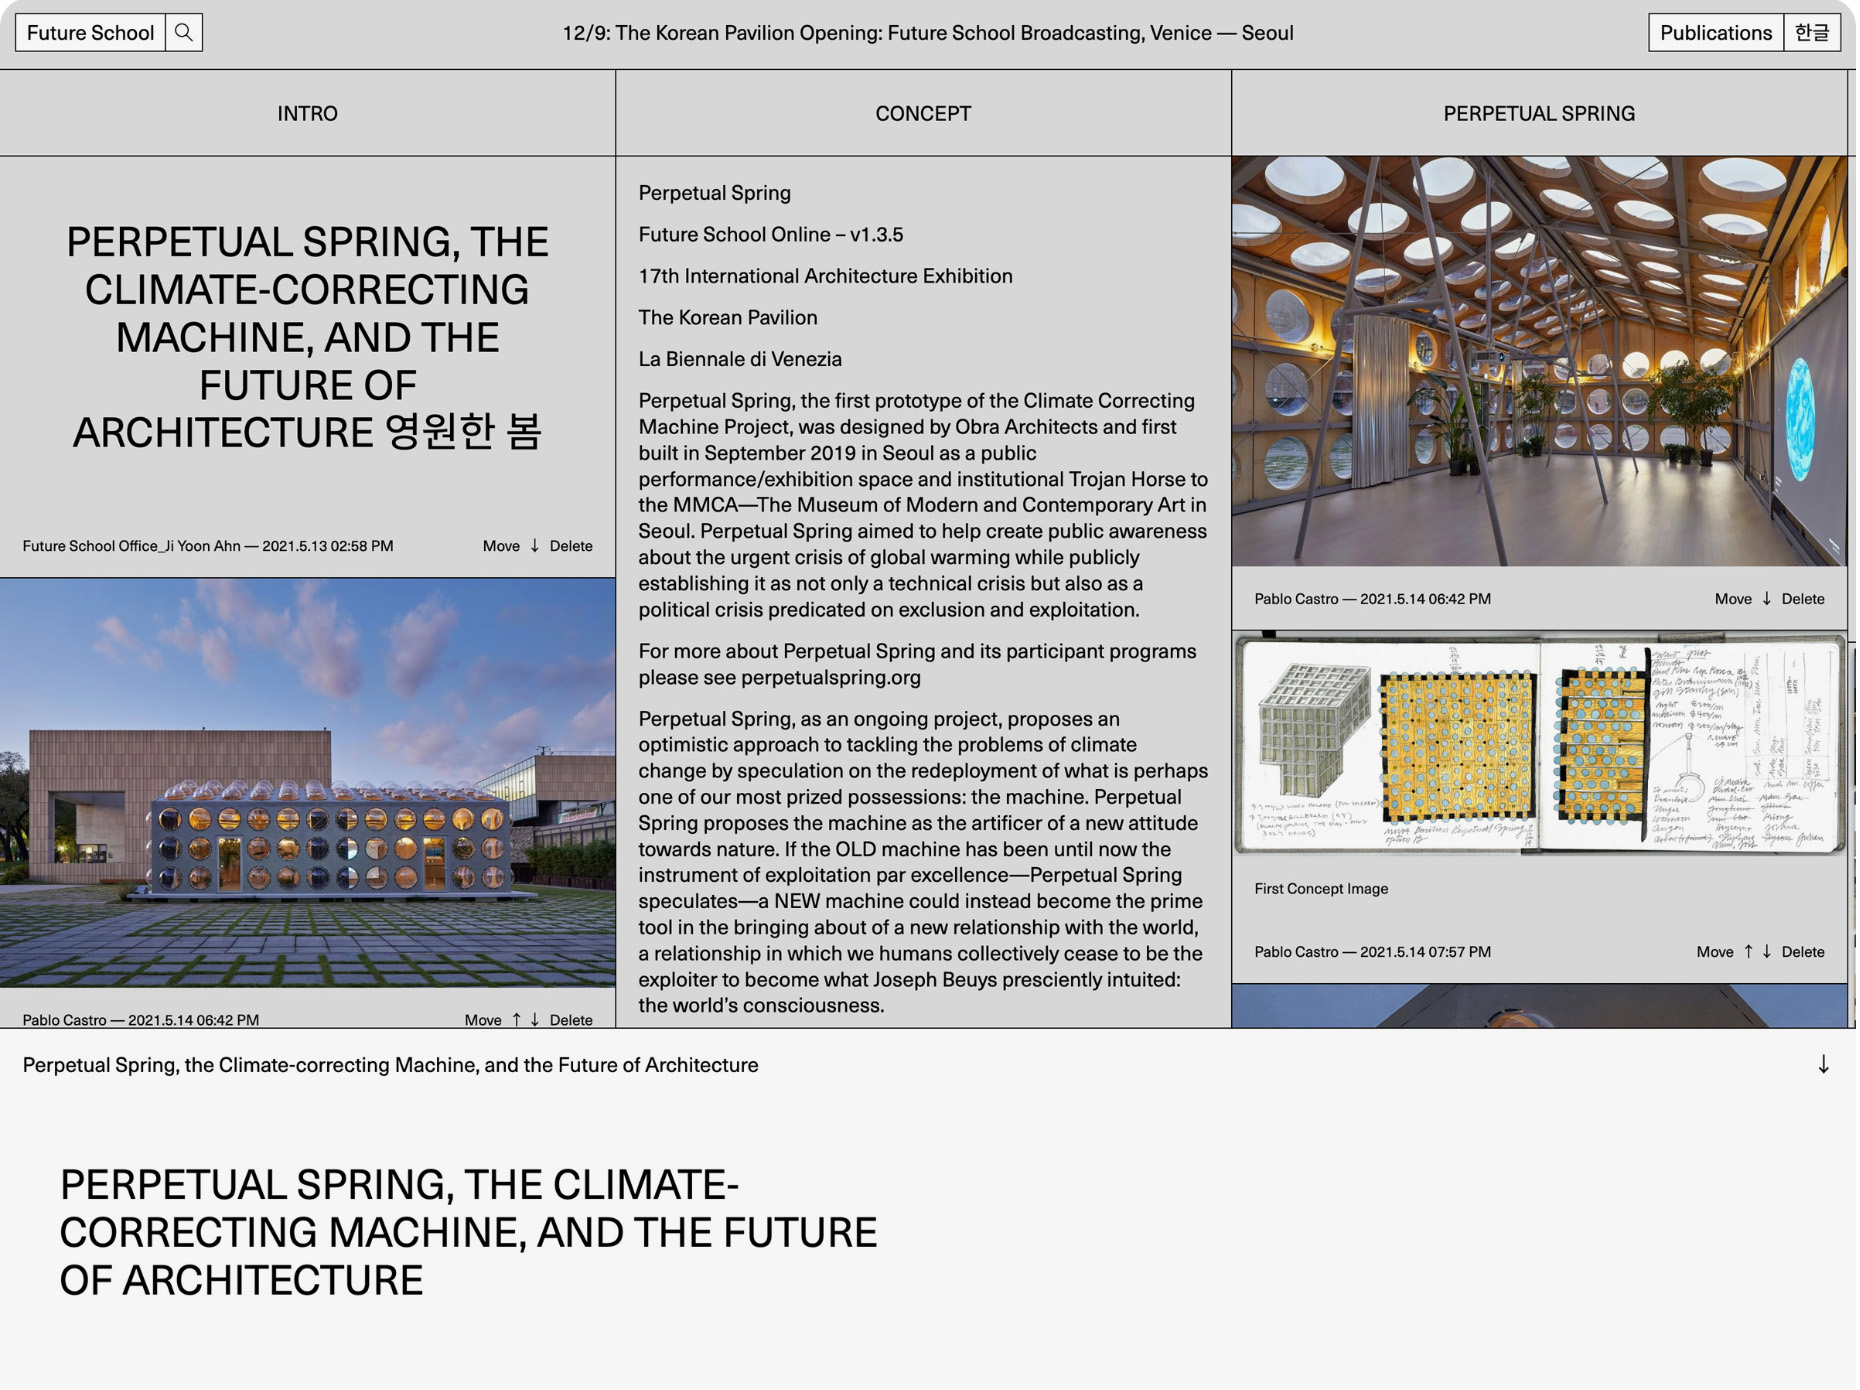 Future School
12/9: The Korean Pavilion Opening: Future School Broadcasting, Venice — Seoul
Publications
한글
INTRO
PERPETUAL SPRING, THE
CLIMATE-CORRECTING
MACHINE, AND THE
FUTURE OF
ARCHITECTURE 영원한 봄
Future School Office_Ji Yoon Ahn — 2021.5.13 02:58 PM
Move ↓ Delete
Pablo Castro — 2021.5.14 06:42 PM
Move ↑ ↓ Delete
CONCEPT
Perpetual Spring
Future School Online – v1.3.5
17th International Architecture Exhibition
The Korean Pavilion
La Biennale di Venezia
Perpetual Spring, the first prototype of the Climate Correcting
Machine Project, was designed by Obra Architects and first
built in September 2019 in Seoul as a public
performance/exhibition space and institutional Trojan Horse to
the MMCA—The Museum of Modern and Contemporary Art in
Seoul. Perpetual Spring aimed to help create public awareness
about the urgent crisis of global warming while publicly
establishing it as not only a technical crisis but also as a
political crisis predicated on exclusion and exploitation.
For more about Perpetual Spring and its participant programs
please see perpetualspring.org
Perpetual Spring, as an ongoing project, proposes an
optimistic approach to tackling the problems of climate
change by speculation on the redeployment of what is perhaps
one of our most prized possessions: the machine. Perpetual
Spring proposes the machine as the artificer of a new attitude
towards nature. If the OLD machine has been until now the
instrument of exploitation par excellence—Perpetual Spring
speculates—a NEW machine could instead become the prime
tool in the bringing about of a new relationship with the world,
a relationship in which we humans collectively cease to be the
exploiter to become what Joseph Beuys presciently intuited:
the world's consciousness.
PERPETUAL SPRING
Pablo Castro — 2021.5.14 06:42 PM
Move ↓ Delete
First Concept Image
Pablo Castro — 2021.5.14 07:57 PM
Move ↑ ↓ Delete
Perpetual Spring, the Climate-correcting Machine, and the Future of Architecture
↓
PERPETUAL SPRING, THE CLIMATE-
CORRECTING MACHINE, AND THE FUTURE
OF ARCHITECTURE